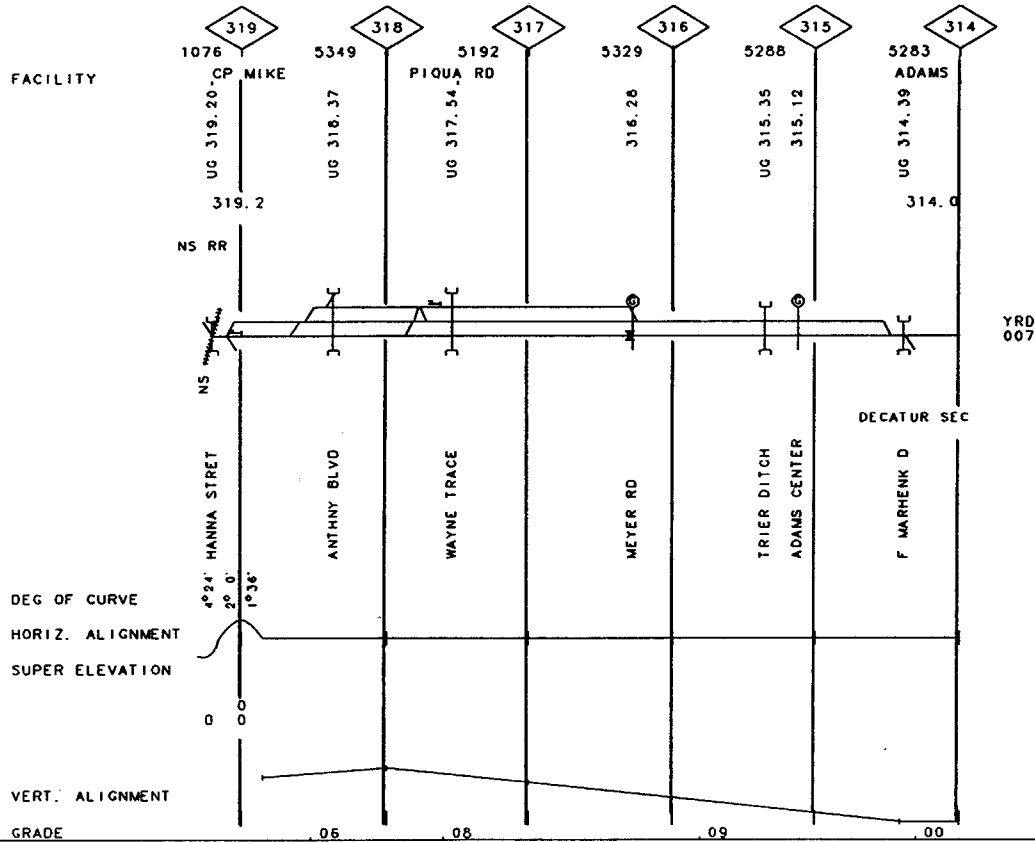 319 318 317 316 315 314
1076 5349 5192 5329 5288 5283
FACILITY CP MIKE PIQUA RD ADAMS
UG 319.20
UG 318.37
UG 317.54
316.28
UG 315.35
315.12
UG 314.39
319.2 314.0
NS RR
G G
YRD
007
NS
DECATUR SEC
HANNA STRET
ANTHNY BLVD
WAYNE TRACE
MEYER RD
TRIER DITCH
ADAMS CENTER
F MARHENK D
4°24'
2° 0'
1°36'
DEG OF CURVE
HORIZ. ALIGNMENT
SUPER ELEVATION
0
0 0
VERT. ALIGNMENT
GRADE .06 .08 .09 .00